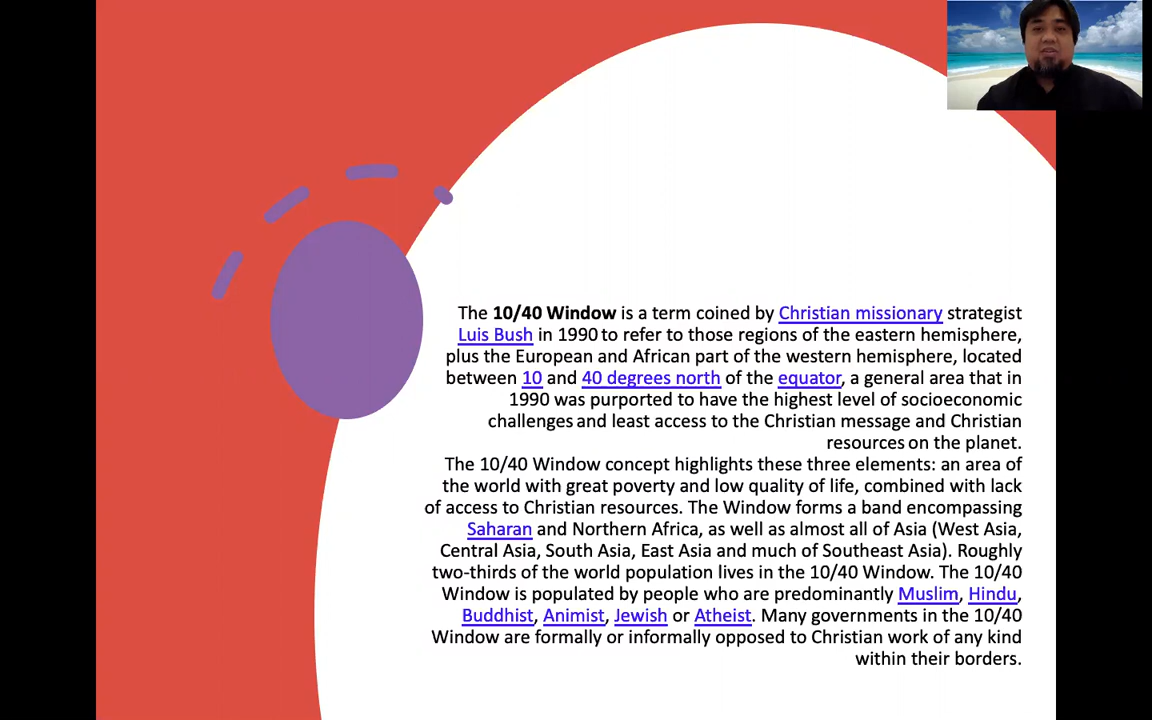 The 10/40 Window is a term coined by Christian missionary strategist
Luis Bush in 1990 to refer to those regions of the eastern hemisphere,
plus the European and African part of the western hemisphere, located
between 10 and 40 degrees north of the equator, a general area that in
1990 was purported to have the highest level of socioeconomic
challenges and least access to the Christian message and Christian
resources on the planet.
The 10/40 Window concept highlights these three elements: an area of
the world with great poverty and low quality of life, combined with lack
of access to Christian resources. The Window forms a band encompassing
Saharan and Northern Africa, as well as almost all of Asia (West Asia,
Central Asia, South Asia, East Asia and much of Southeast Asia). Roughly
two-thirds of the world population lives in the 10/40 Window. The 10/40
Window is populated by people who are predominantly Muslim, Hindu,
Buddhist, Animist, Jewish or Atheist. Many governments in the 10/40
Window are formally or informally opposed to Christian work of any kind
within their borders.